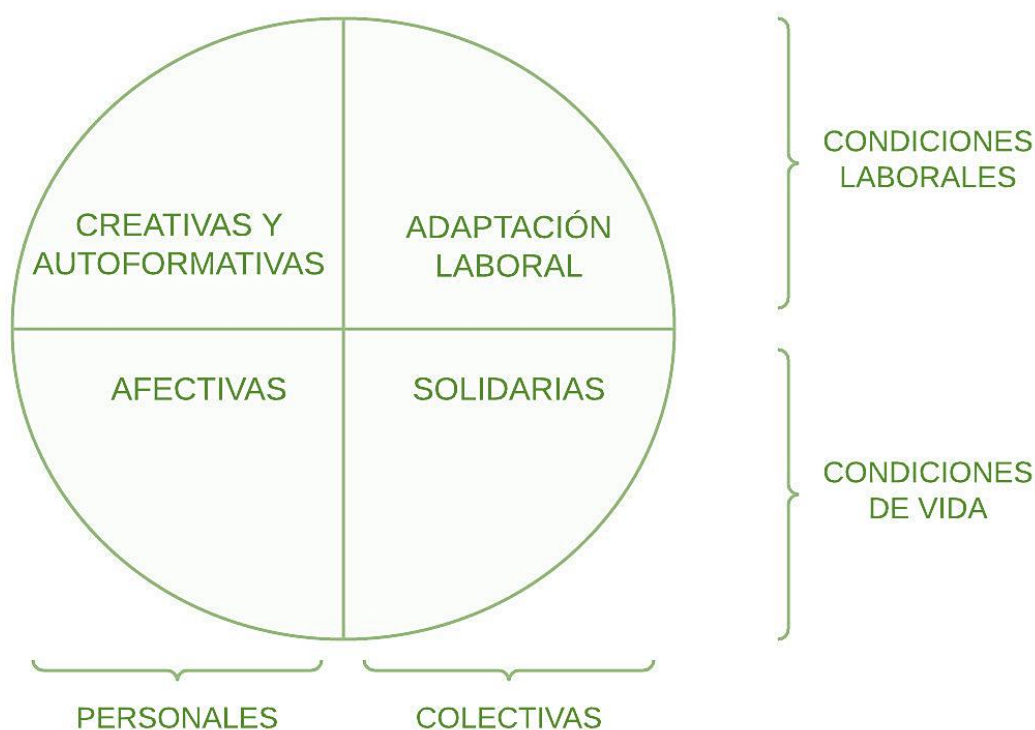 CONDICIONES
LABORALES
CREATIVAS Y
AUTOFORMATIVAS
ADAPTACIÓN
LABORAL
AFECTIVAS
SOLIDARIAS
CONDICIONES
DE VIDA
PERSONALES
COLECTIVAS